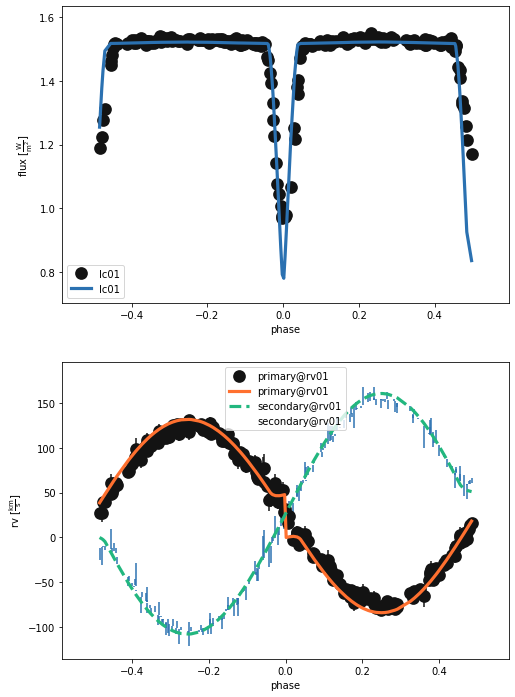 1.6
1.4
1.2
1.0
0.8
flux [W/m²]
lc01
lc01
−0.4 −0.2 0.0 0.2 0.4
phase
150
100
50
0
−50
−100
rv [km/s]
primary@rv01
primary@rv01
secondary@rv01
secondary@rv01
−0.4 −0.2 0.0 0.2 0.4
phase